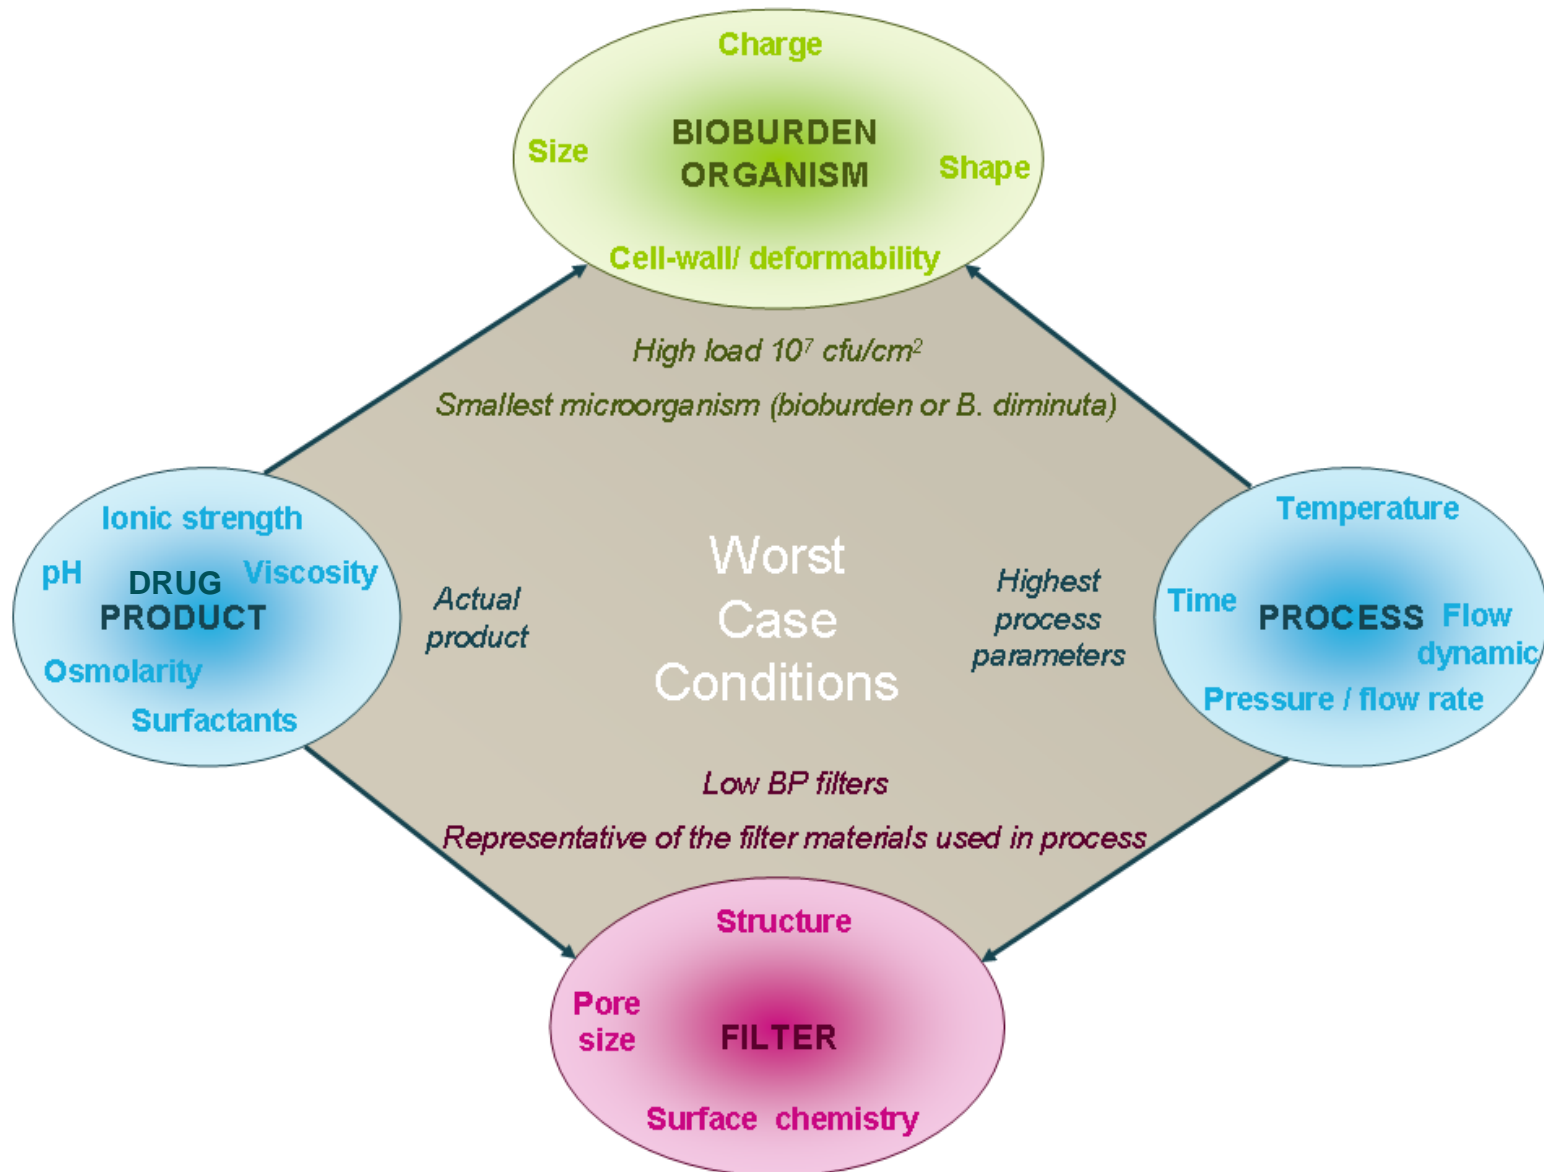 Charge
BIOBURDEN
ORGANISM
Size
Shape
Cell-wall/ deformability
High load 10⁷ cfu/cm²
Smallest microorganism (bioburden or B. diminuta)
Ionic strength
pH
Viscosity
DRUG
PRODUCT
Osmolarity
Surfactants
Actual
product
Worst
Case
Conditions
Highest
process
parameters
Temperature
Time
PROCESS
Flow
dynamic
Pressure / flow rate
Low BP filters
Representative of the filter materials used in process
Structure
Pore
size
FILTER
Surface chemistry